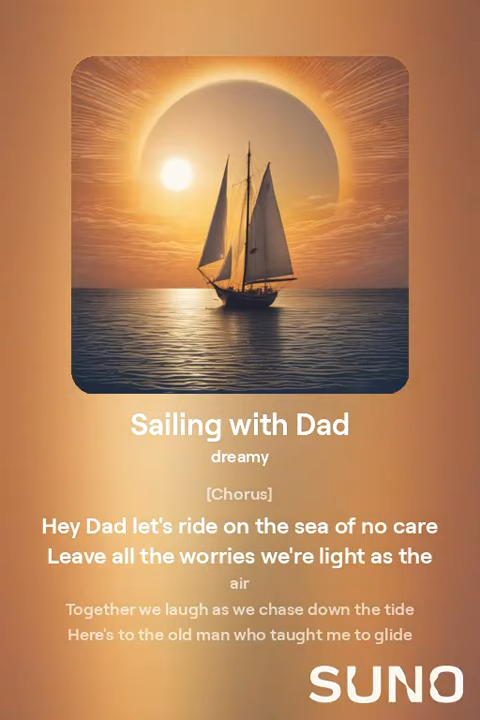 Sailing with Dad
dreamy
[Chorus]
Hey Dad let's ride on the sea of no care
Leave all the worries we're light as the
air
Together we laugh as we chase down the tide
Here's to the old man who taught me to glide
SUNO